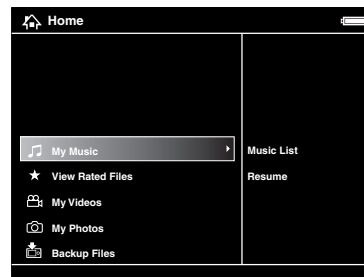 Home
My Music
View Rated Files
My Videos
My Photos
Backup Files
Music List
Resume